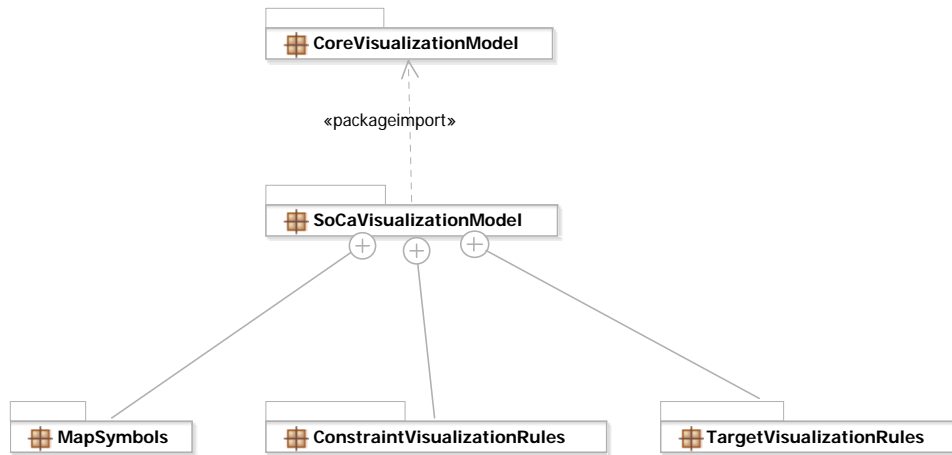 CoreVisualizationModel
«packageimport»
SoCaVisualizationModel
MapSymbols
ConstraintVisualizationRules
TargetVisualizationRules